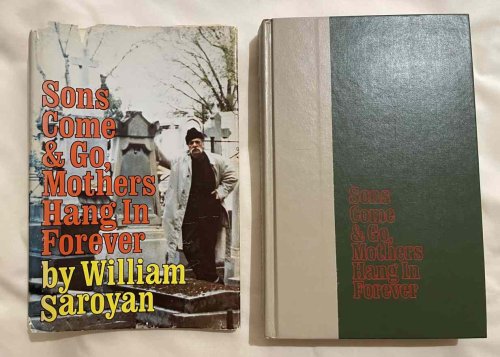 Sons
Come
& Go,
Mothers
Hang In
Forever
by William
Saroyan
Sons
Come
& Go,
Mothers
Hang In
Forever